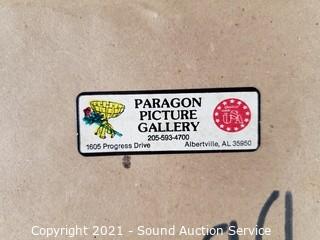 PARAGON
PICTURE
GALLERY
205-593-4700
1605 Progress Drive Albertville, AL 35950
Copyright 2021 - Sound Auction Service